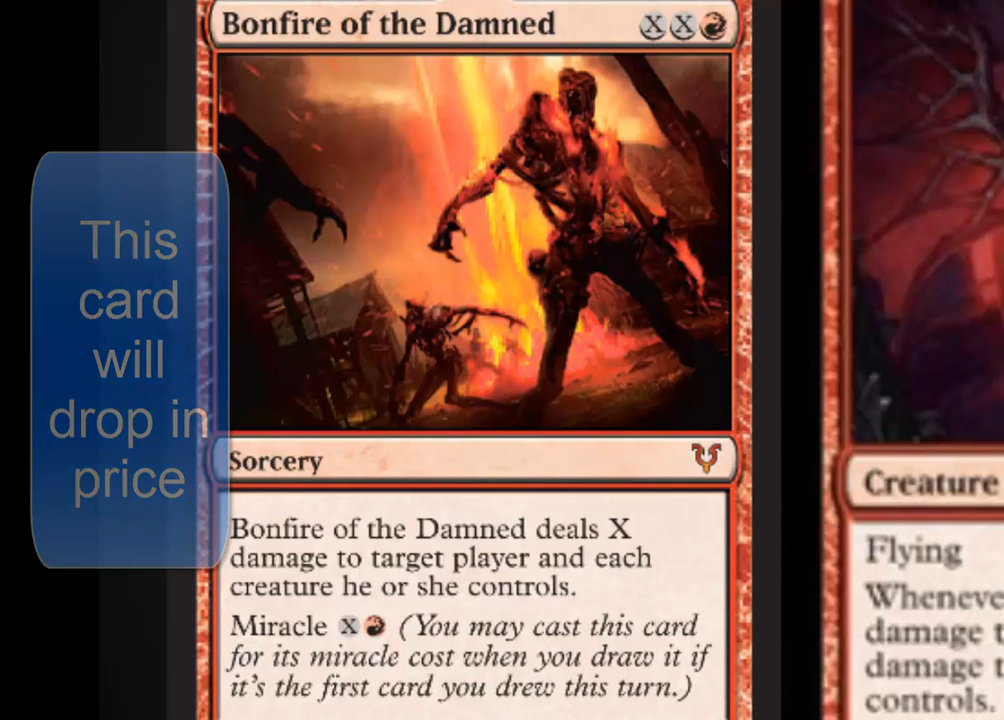 Bonfire of the Damned XX
This
card
will
drop in
price
Sorcery
Bonfire of the Damned deals X
damage to target player and each
creature he or she controls.
Miracle X (You may cast this card
for its miracle cost when you draw it if
it's the first card you drew this turn.)
Creature
Flying
damage
damage
controls.